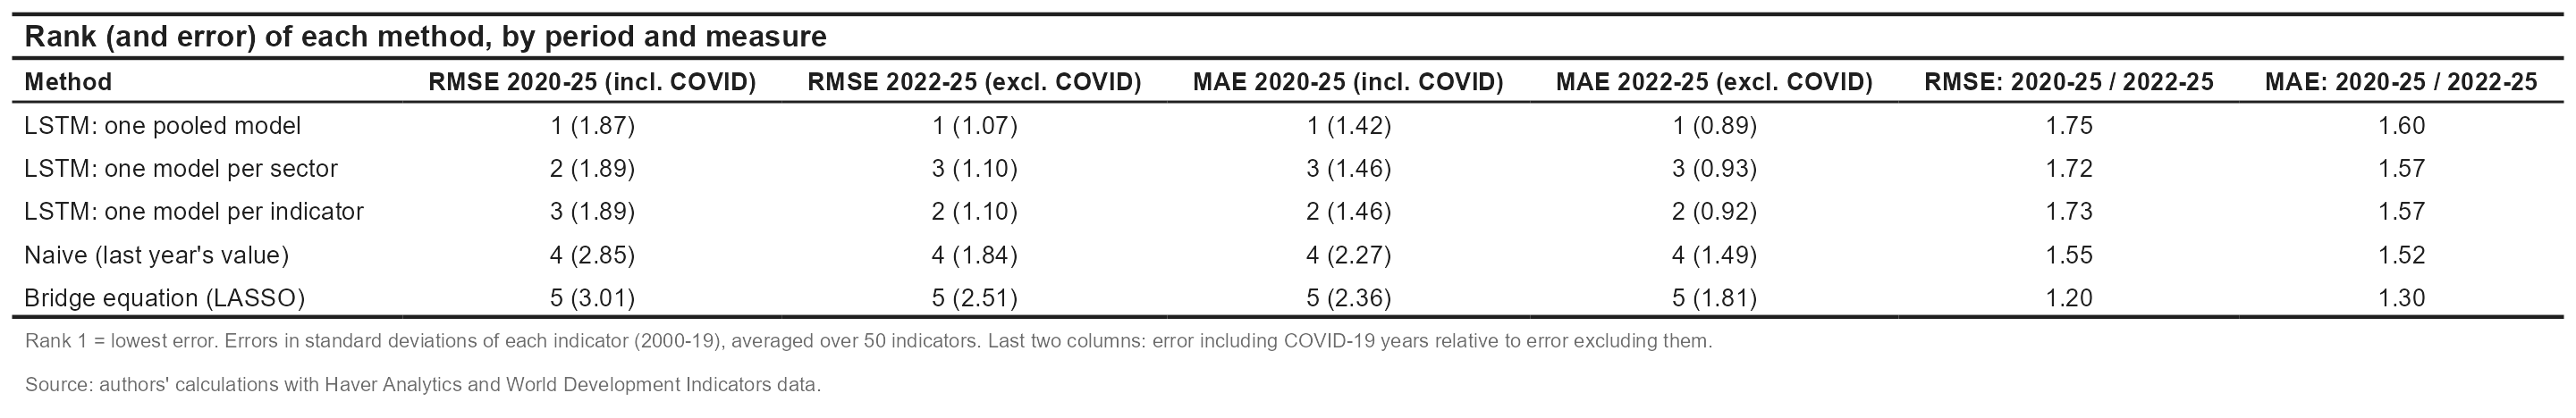 Rank (and error) of each method, by period and measure
Method RMSE 2020-25 (incl. COVID) RMSE 2022-25 (excl. COVID) MAE 2020-25 (incl. COVID) MAE 2022-25 (excl. COVID) RMSE: 2020-25 / 2022-25 MAE: 2020-25 / 2022-25
LSTM: one pooled model 1 (1.87) 1 (1.07) 1 (1.42) 1 (0.89) 1.75 1.60
LSTM: one model per sector 2 (1.89) 3 (1.10) 3 (1.46) 3 (0.93) 1.72 1.57
LSTM: one model per indicator 3 (1.89) 2 (1.10) 2 (1.46) 2 (0.92) 1.73 1.57
Naive (last year's value) 4 (2.85) 4 (1.84) 4 (2.27) 4 (1.49) 1.55 1.52
Bridge equation (LASSO) 5 (3.01) 5 (2.51) 5 (2.36) 5 (1.81) 1.20 1.30
Rank 1 = lowest error. Errors in standard deviations of each indicator (2000-19), averaged over 50 indicators. Last two columns: error including COVID-19 years relative to error excluding them.
Source: authors' calculations with Haver Analytics and World Development Indicators data.